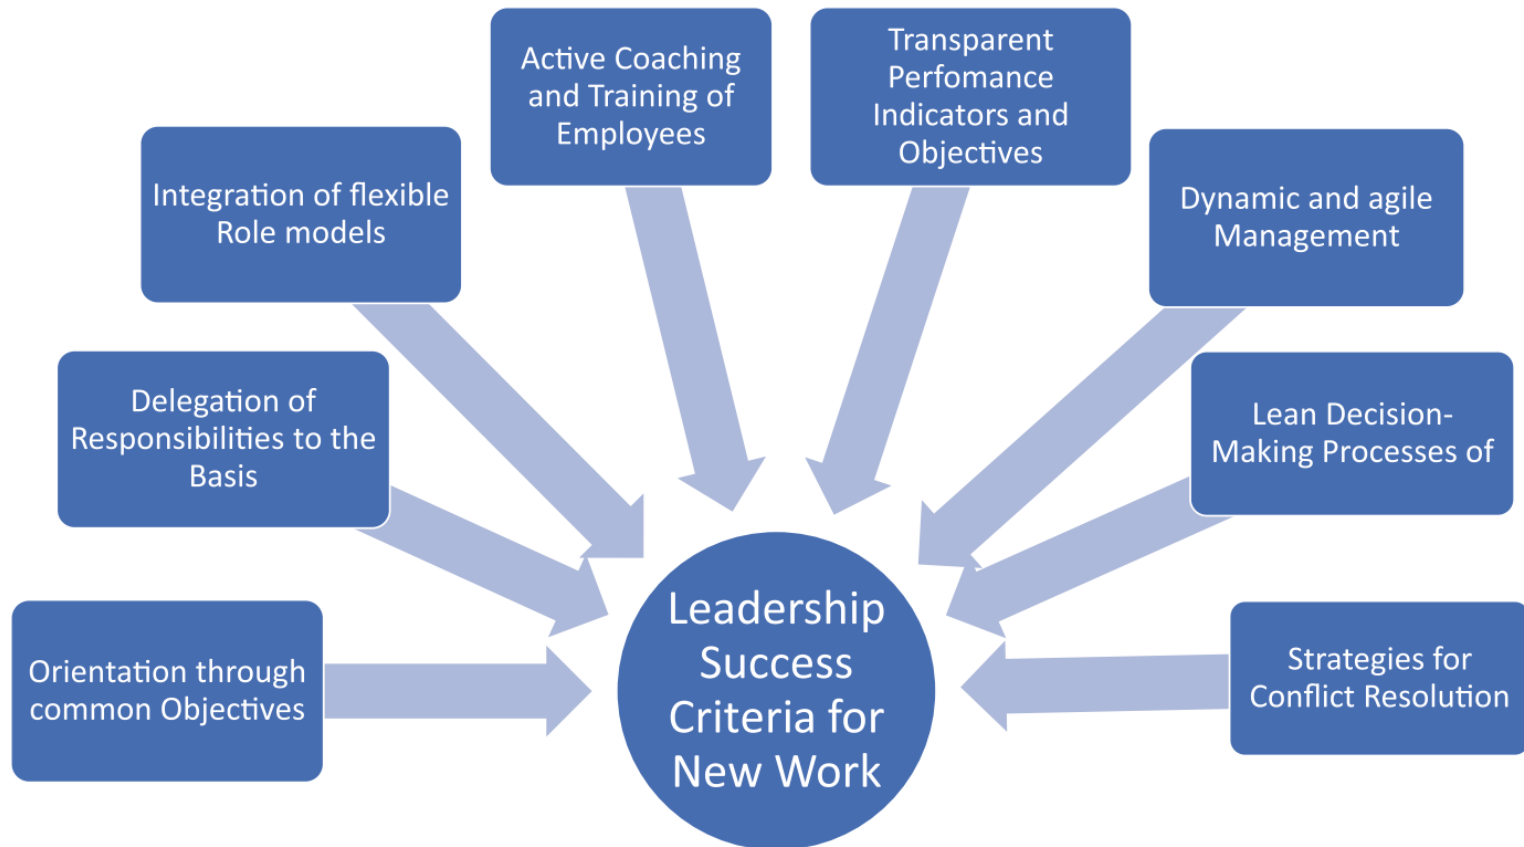 Active Coaching
and Training of
Employees
Transparent
Perfomance
Indicators and
Objectives
Integration of flexible
Role models
Dynamic and agile
Management
Delegation of
Responsibilities to the
Basis
Lean Decision-
Making Processes of
Orientation through
common Objectives
Strategies for
Conflict Resolution
Leadership
Success
Criteria for
New Work